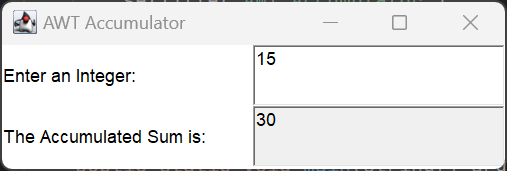 AWT Accumulator
Enter an Integer: 15
The Accumulated Sum is: 30